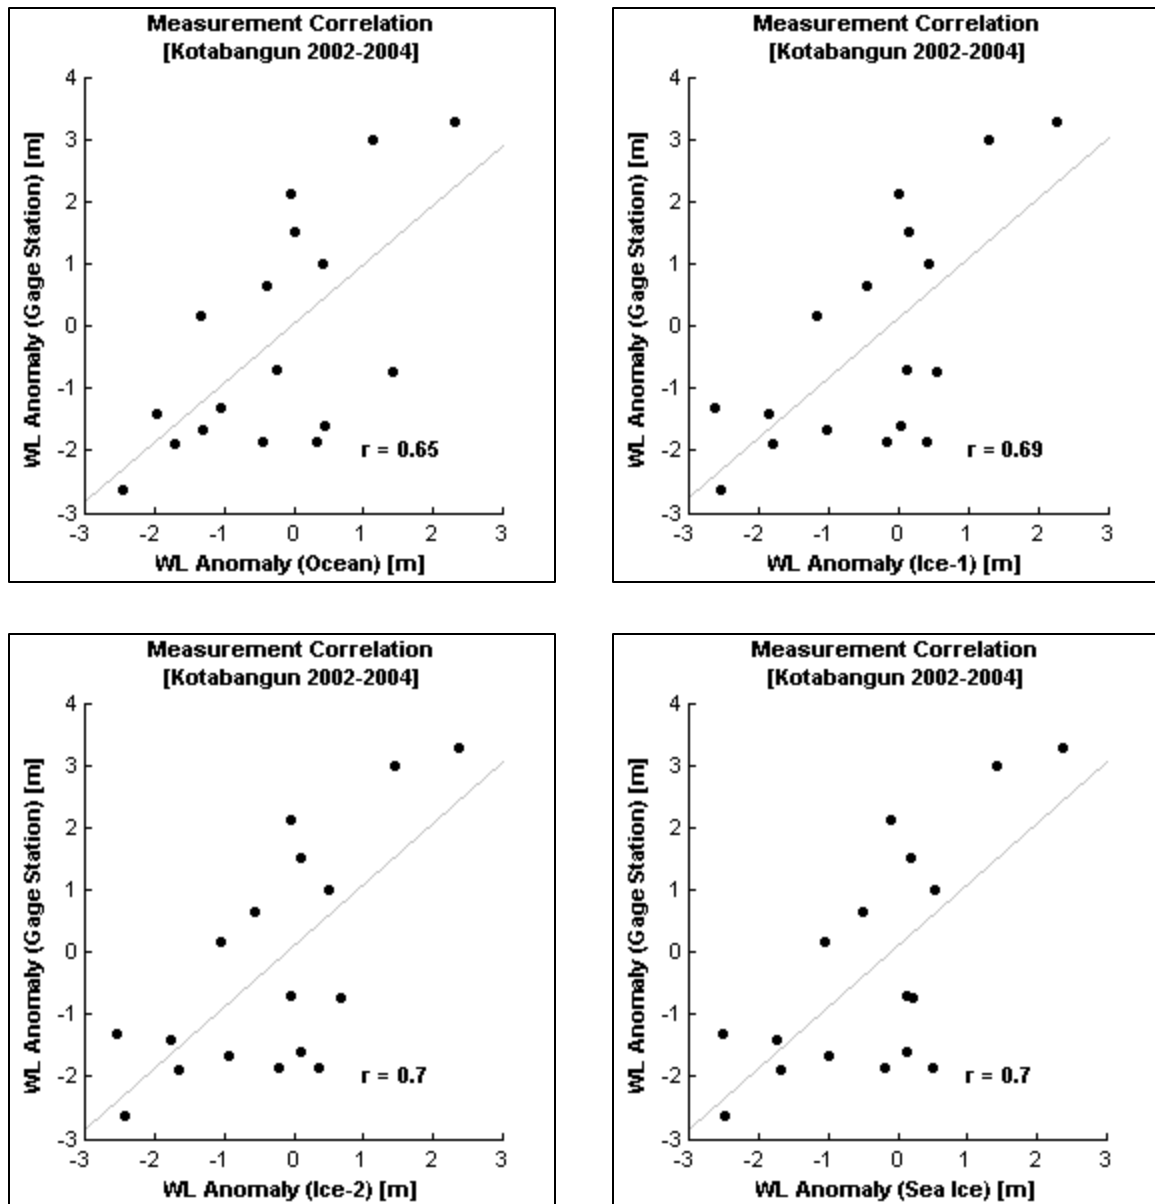 Measurement Correlation
[Kotabangun 2002-2004]
WL Anomaly (Gage Station) [m]
4
3
2
1
0
-1
-2
-3
r = 0.65
-3 -2 -1 0 1 2 3
WL Anomaly (Ocean) [m]
Measurement Correlation
[Kotabangun 2002-2004]
WL Anomaly (Gage Station) [m]
4
3
2
1
0
-1
-2
-3
r = 0.69
-3 -2 -1 0 1 2 3
WL Anomaly (Ice-1) [m]
Measurement Correlation
[Kotabangun 2002-2004]
WL Anomaly (Gage Station) [m]
4
3
2
1
0
-1
-2
-3
r = 0.7
-3 -2 -1 0 1 2 3
WL Anomaly (Ice-2) [m]
Measurement Correlation
[Kotabangun 2002-2004]
WL Anomaly (Gage Station) [m]
4
3
2
1
0
-1
-2
-3
r = 0.7
-3 -2 -1 0 1 2 3
WL Anomaly (Sea Ice) [m]